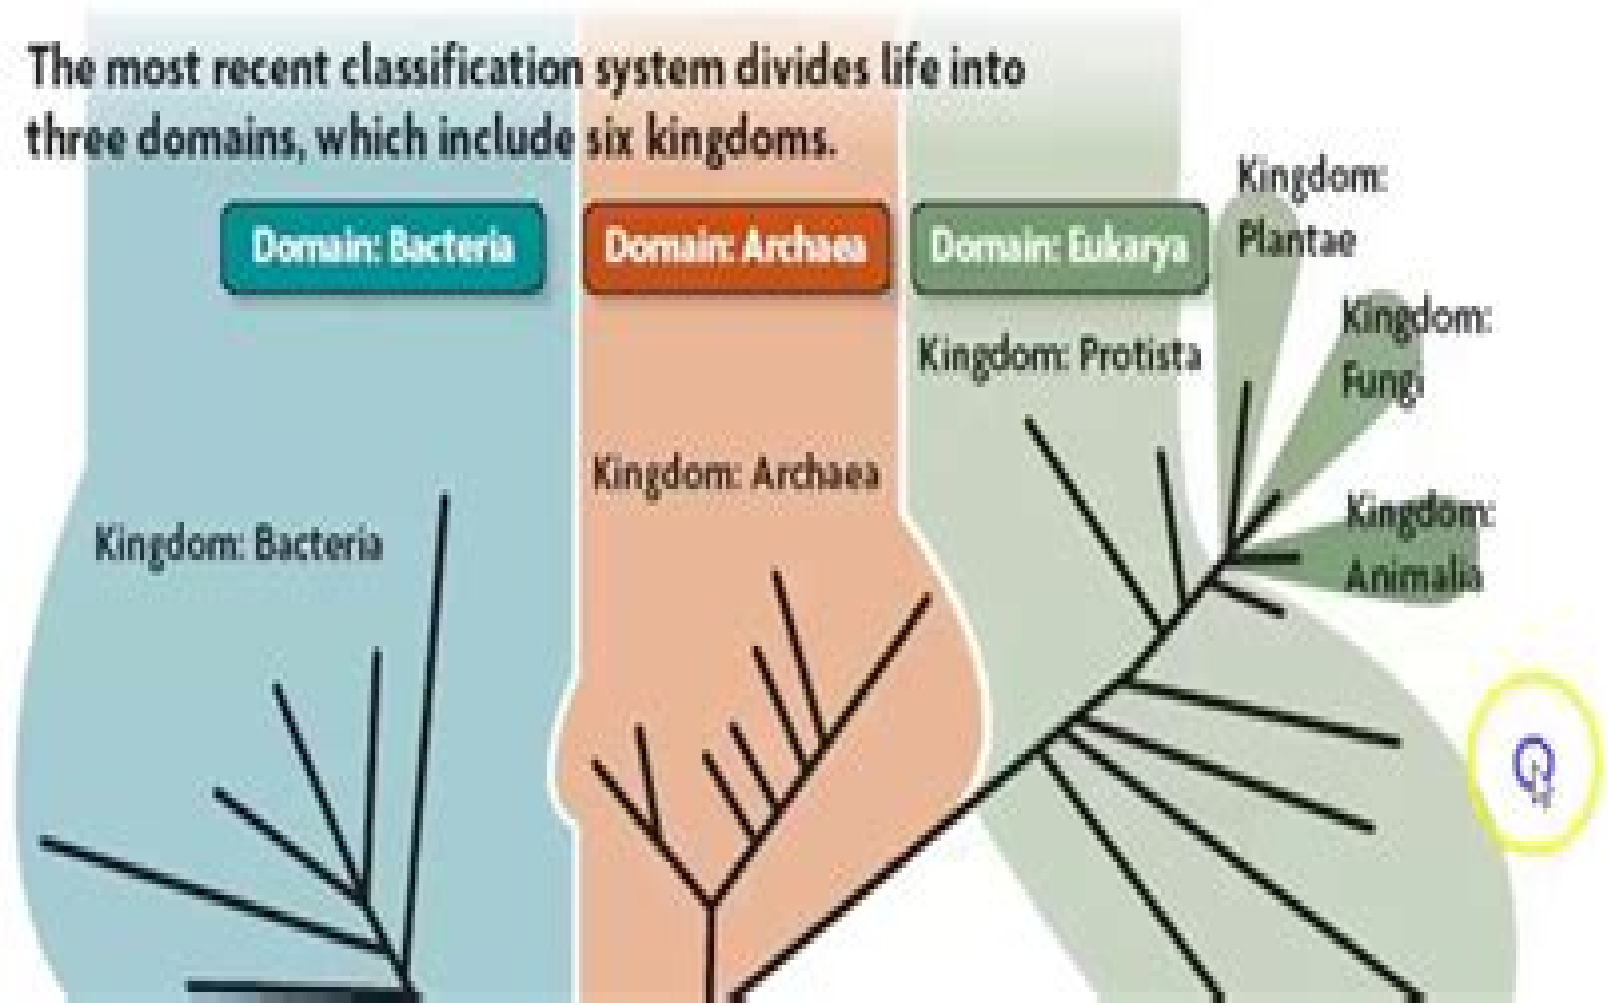 The most recent classification system divides life into
three domains, which include six kingdoms.
Domain: Bacteria
Domain: Archaea
Domain: Eukarya
Kingdom:
Plantae
Kingdom:
Fungi
Kingdom: Protista
Kingdom: Archaea
Kingdom:
Animalia
Kingdom: Bacteria